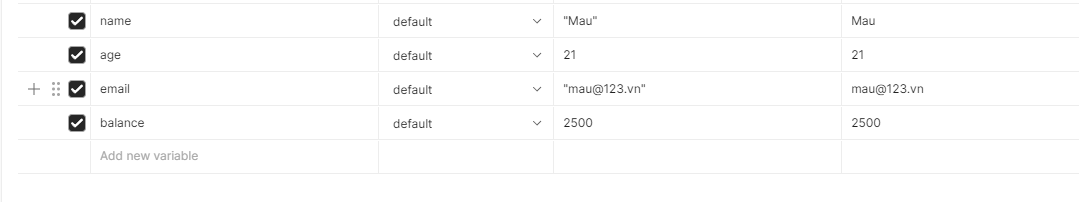 name default "Mau" Mau
age default 21 21
email default "mau@123.vn" mau@123.vn
balance default 2500 2500
Add new variable